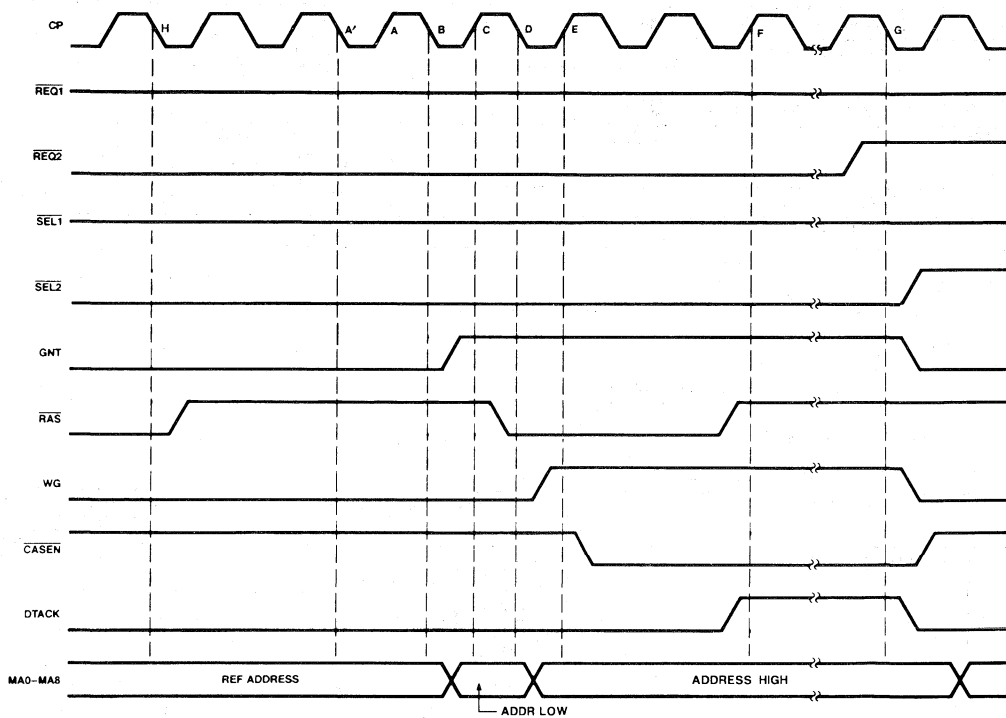 CP H A' A B C D E F G
REQ1
REQ2
SEL1
SEL2
GNT
RAS
WG
CASEN
DTACK
MA0-MA8 REF ADDRESS ADDRESS HIGH
ADDR LOW